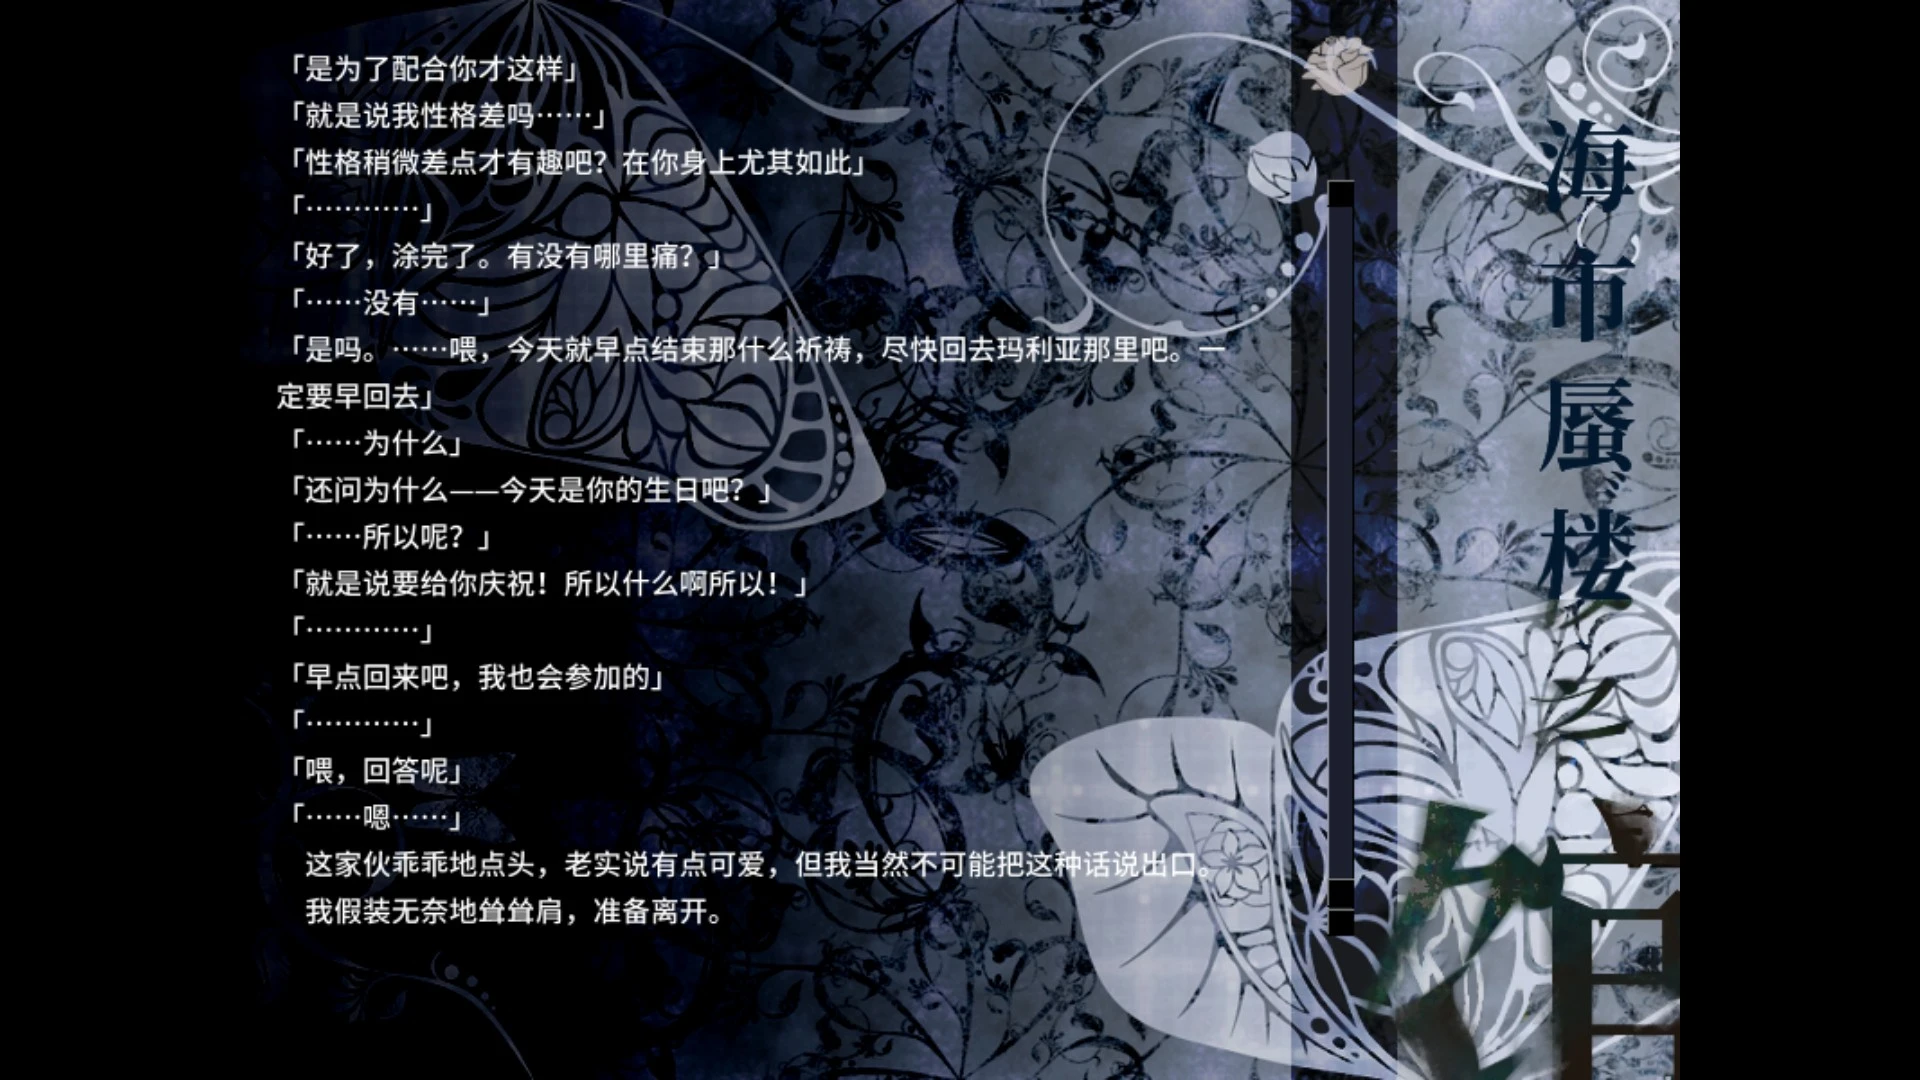 「是为了配合你才这样」
「就是说我性格差吗……」
「性格稍微差点才有趣吧？在你身上尤其如此」
「…………」
「好了，涂完了。有没有哪里痛？」
「……没有……」
「是吗。……喂，今天就早点结束那什么祈祷，尽快回去玛利亚那里吧。一
定要早回去」
「……为什么」
「还问为什么——今天是你的生日吧？」
「……所以呢？」
「就是说要给你庆祝！所以什么啊所以！」
「…………」
「早点回来吧，我也会参加的」
「…………」
「喂，回答呢」
「……嗯……」
这家伙乖乖地点头，老实说有点可爱，但我当然不可能把这种话说出口。
我假装无奈地耸耸肩，准备离开。
海市蜃楼之馆